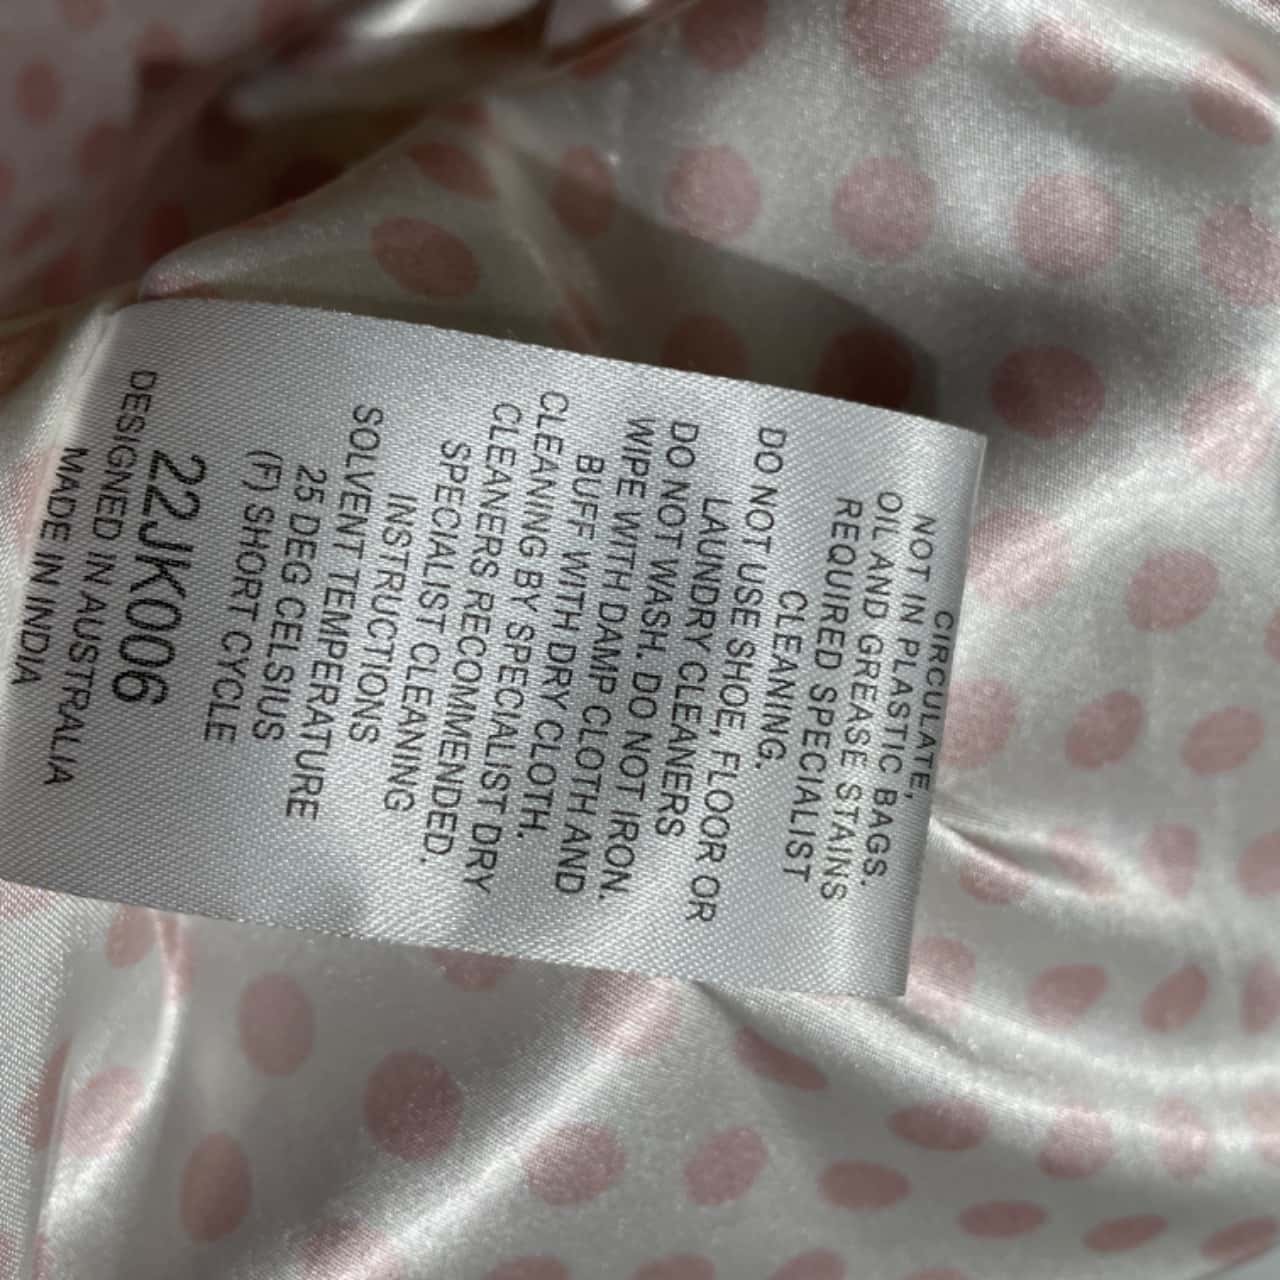 CIRCULATE,
NOT IN PLASTIC BAGS.
OIL AND GREASE STAINS
REQUIRED SPECIALIST
CLEANING.
DO NOT USE SHOE, FLOOR OR
LAUNDRY CLEANERS
DO NOT WASH. DO NOT IRON.
WIPE WITH DAMP CLOTH AND
BUFF WITH DRY CLOTH.
CLEANING BY SPECIALIST DRY
CLEANERS RECOMMENDED.
SPECIALIST CLEANING
INSTRUCTIONS
SOLVENT TEMPERATURE
25 DEG CELSIUS
(F) SHORT CYCLE
22JK006
DESIGNED IN AUSTRALIA
MADE IN INDIA